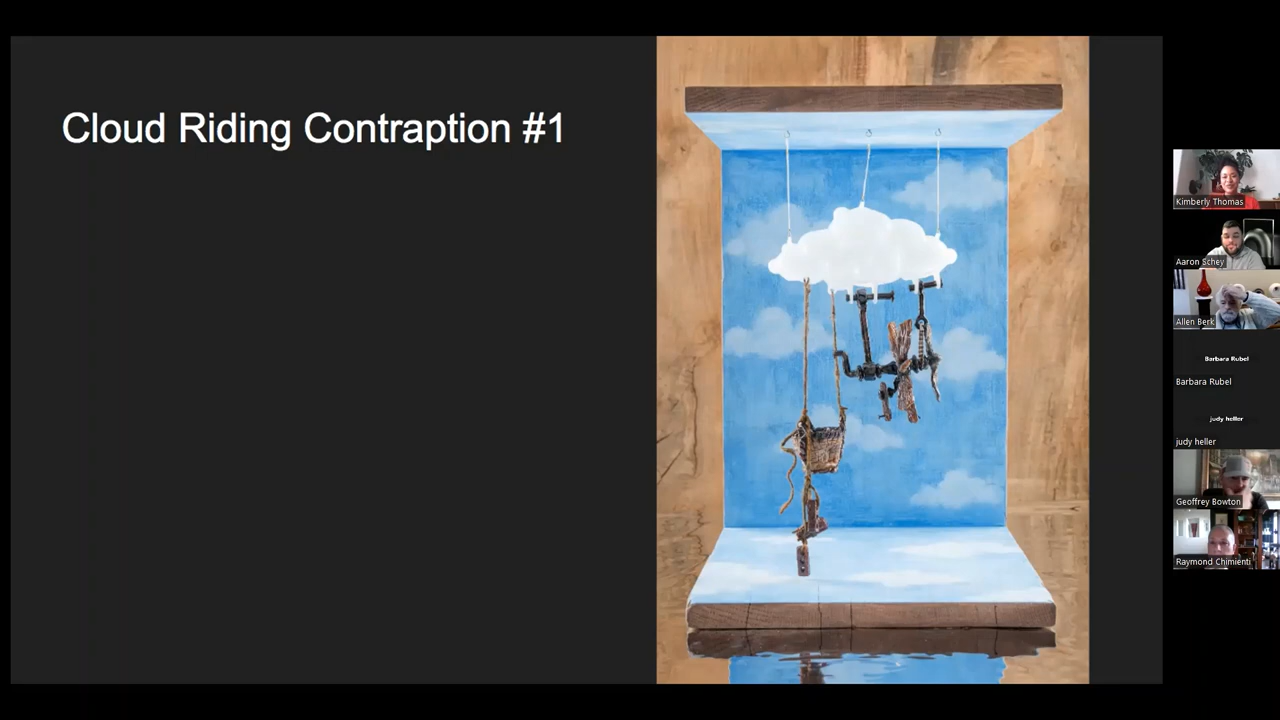 Cloud Riding Contraption #1
Kimberly Thomas
Aaron Schey
Allen Berk
Barbara Rubel
Barbara Rubel
judy heller
judy heller
Geoffrey Bowton
Raymond Chimienti